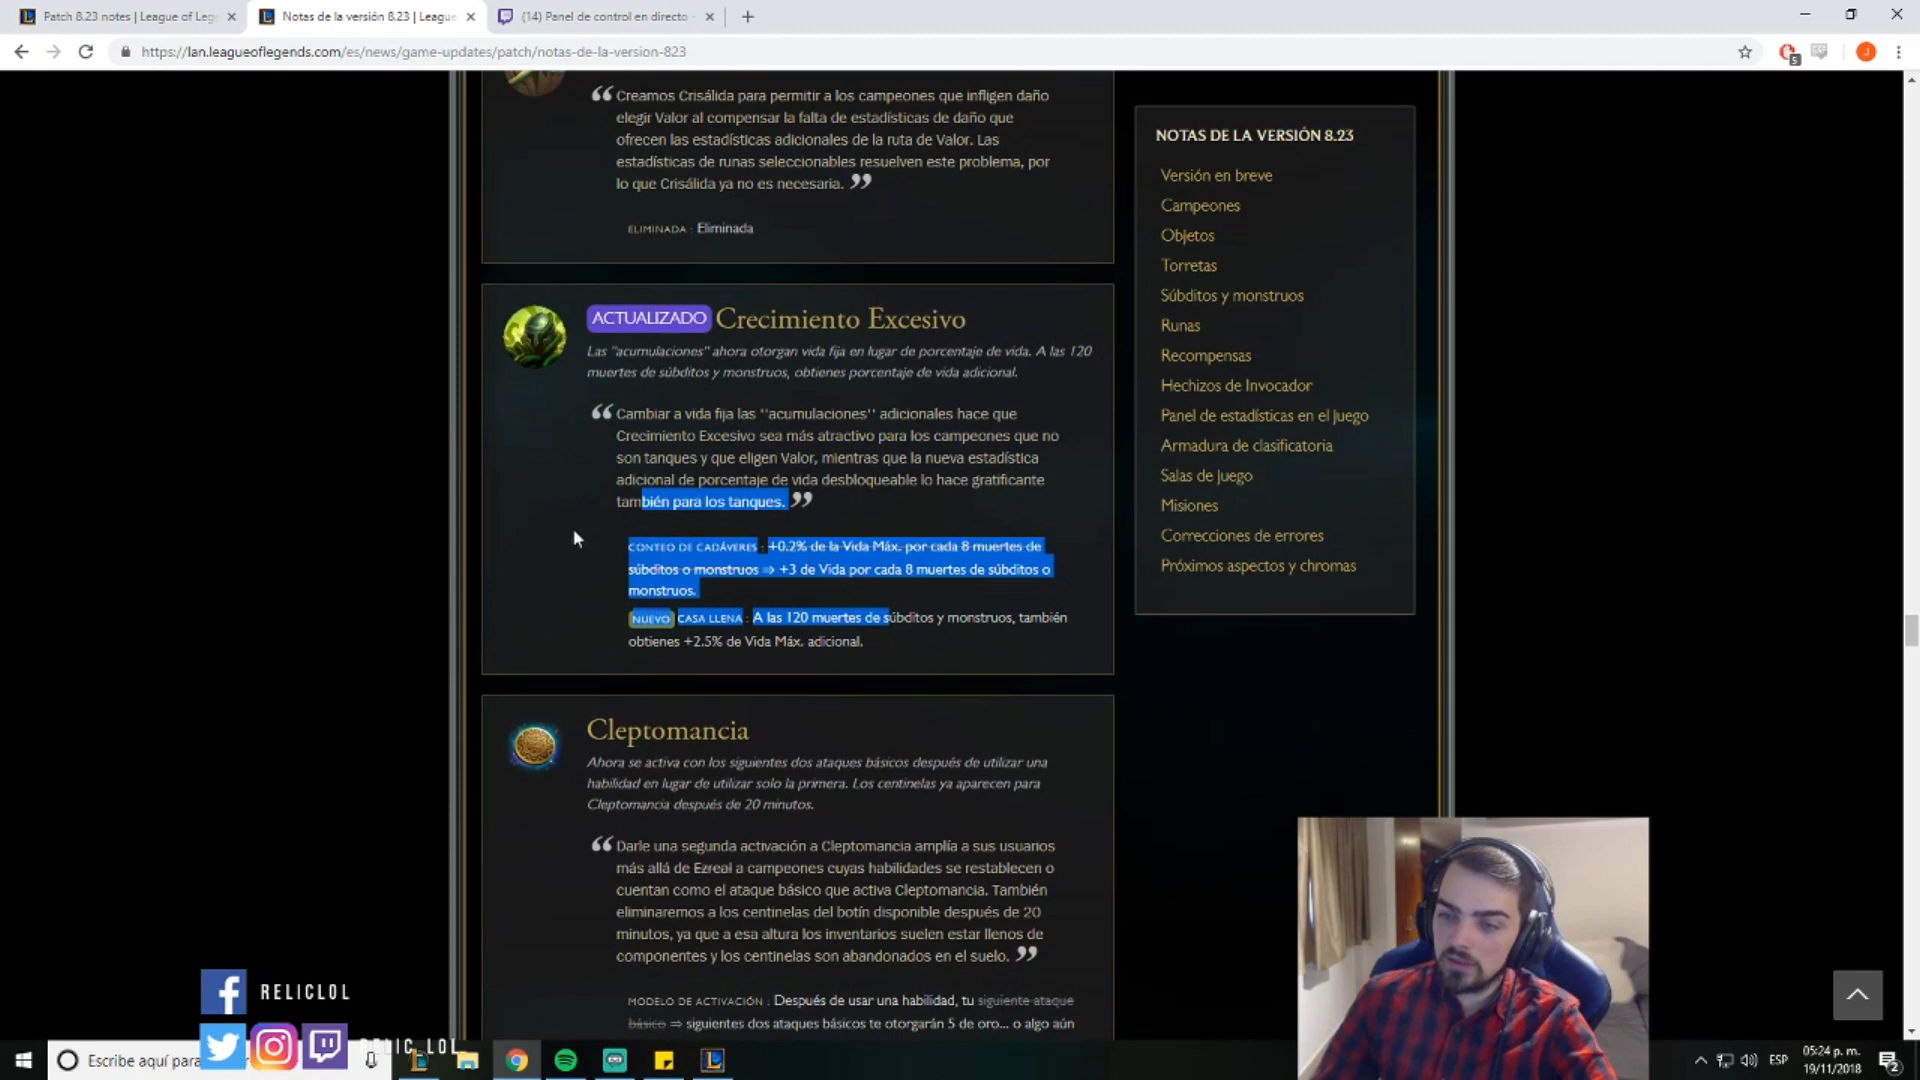 Patch 8.23 notes | League of Leg
Notas de la versión 8.23 | League
(14) Panel de control en directo
https://lan.leagueoflegends.com/es/news/game-updates/patch/notas-de-la-version-823
Creamos Crisálida para permitir a los campeones que infligen daño
elegir Valor al compensar la falta de estadísticas de daño que
ofrecen las estadísticas adicionales de la ruta de Valor. Las
estadísticas de runas seleccionables resuelven este problema, por
lo que Crisálida ya no es necesaria.
ELIMINADA : Eliminada
ACTUALIZADO Crecimiento Excesivo
Las "acumulaciones" ahora otorgan vida fija en lugar de porcentaje de vida. A las 120
muertes de súbditos y monstruos, obtienes porcentaje de vida adicional.
Cambiar a vida fija las "acumulaciones" adicionales hace que
Crecimiento Excesivo sea más atractivo para los campeones que no
son tanques y que eligen Valor, mientras que la nueva estadística
adicional de porcentaje de vida desbloqueable lo hace gratificante
también para los tanques.
CONTEO DE CADÁVERES : +0.2% de la Vida Máx. por cada 8 muertes de
súbditos o monstruos ⇒ +3 de Vida por cada 8 muertes de súbditos o
monstruos.
NUEVO CASA LLENA : A las 120 muertes de súbditos y monstruos, también
obtienes +2.5% de Vida Máx. adicional.
Cleptomancia
Ahora se activa con los siguientes dos ataques básicos después de utilizar una
habilidad en lugar de utilizar solo la primera. Los centinelas ya aparecen para
Cleptomancia después de 20 minutos.
Darle una segunda activación a Cleptomancia amplía a sus usuarios
más allá de Ezreal a campeones cuyas habilidades se restablecen o
cuentan como el ataque básico que activa Cleptomancia. También
eliminaremos a los centinelas del botín disponible después de 20
minutos, ya que a esa altura los inventarios suelen estar llenos de
componentes y los centinelas son abandonados en el suelo.
MODELO DE ACTIVACIÓN : Después de usar una habilidad, tu siguiente ataque
básico ⇒ siguientes dos ataques básicos te otorgarán 5 de oro... o algo aún
NOTAS DE LA VERSIÓN 8.23
Versión en breve
Campeones
Objetos
Torretas
Súbditos y monstruos
Runas
Recompensas
Hechizos de Invocador
Panel de estadísticas en el Juego
Armadura de clasificatoria
Salas de Juego
Misiones
Correcciones de errores
Próximos aspectos y chromas
RELICLOL
RELIC_LOL
Escribe aquí para
ESP
05:24 p. m.
19/11/2018
2
5
J